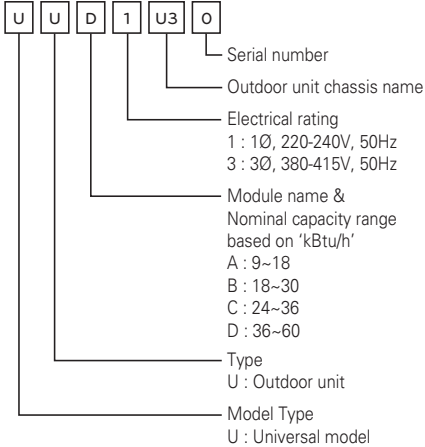 U U D 1 U3 0
Serial number
Outdoor unit chassis name
Electrical rating
1 : 1Ø, 220-240V, 50Hz
3 : 3Ø, 380-415V, 50Hz
Module name &
Nominal capacity range
based on ‘kBtu/h’
A : 9~18
B : 18~30
C : 24~36
D : 36~60
Type
U : Outdoor unit
Model Type
U : Universal model